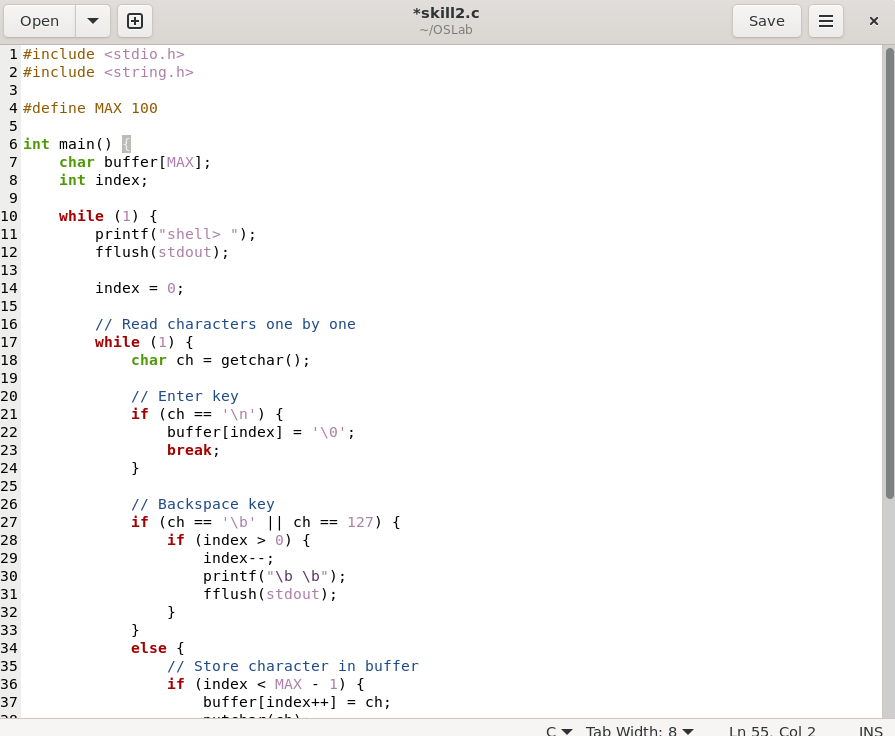 Open
*skill2.c
~/OSLab
Save
1 #include <stdio.h>
2 #include <string.h>
3
4 #define MAX 100
5
6 int main() {
7     char buffer[MAX];
8     int index;
9
10     while (1) {
11         printf("shell> ");
12         fflush(stdout);
13
14         index = 0;
15
16         // Read characters one by one
17         while (1) {
18             char ch = getchar();
19
20             // Enter key
21             if (ch == '\n') {
22                 buffer[index] = '\0';
23                 break;
24             }
25
26             // Backspace key
27             if (ch == '\b' || ch == 127) {
28                 if (index > 0) {
29                     index--;
30                     printf("\b \b");
31                     fflush(stdout);
32                 }
33             }
34             else {
35                 // Store character in buffer
36                 if (index < MAX - 1) {
37                     buffer[index++] = ch;
38                     putchar(ch);
C Tab Width: 8 Ln 55, Col 2 INS